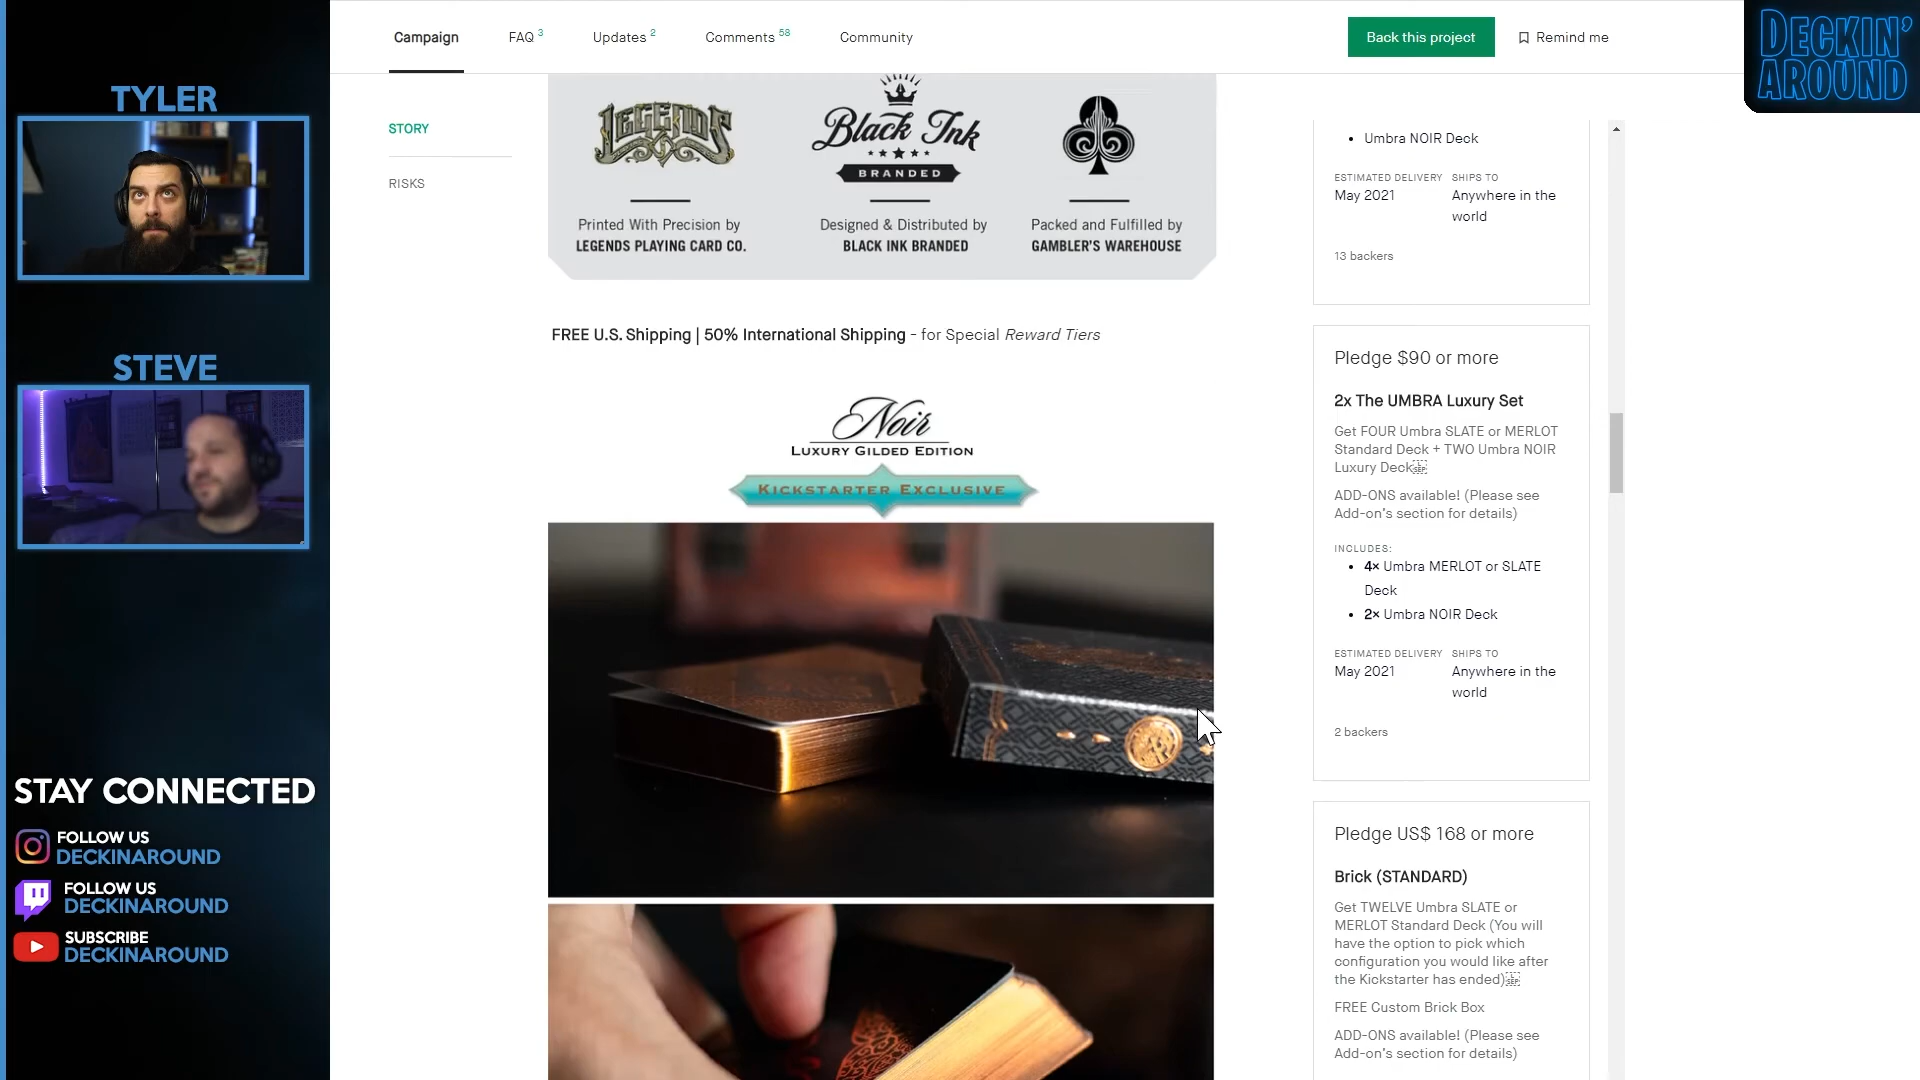 Campaign
FAQ 3
Updates 2
Comments 58
Community
Back this project
Remind me
DECKIN'
AROUND
TYLER
STEVE
STAY CONNECTED
FOLLOW US
DECKINAROUND
FOLLOW US
DECKINAROUND
SUBSCRIBE
DECKINAROUND
STORY
RISKS
LEGENDS
Black Ink
BRANDED
Printed With Precision by
LEGENDS PLAYING CARD CO.
Designed & Distributed by
BLACK INK BRANDED
Packed and Fulfilled by
GAMBLER'S WAREHOUSE
FREE U.S. Shipping | 50% International Shipping - for Special Reward Tiers
Noir
LUXURY GILDED EDITION
KICKSTARTER EXCLUSIVE
• Umbra NOIR Deck
ESTIMATED DELIVERY
May 2021
SHIPS TO
Anywhere in the
world
13 backers
Pledge $90 or more
2x The UMBRA Luxury Set
Get FOUR Umbra SLATE or MERLOT
Standard Deck + TWO Umbra NOIR
Luxury Deck
ADD-ONS available! (Please see
Add-on's section for details)
INCLUDES:
• 4× Umbra MERLOT or SLATE
Deck
• 2× Umbra NOIR Deck
ESTIMATED DELIVERY
May 2021
SHIPS TO
Anywhere in the
world
2 backers
Pledge US$ 168 or more
Brick (STANDARD)
Get TWELVE Umbra SLATE or
MERLOT Standard Deck (You will
have the option to pick which
configuration you would like after
the Kickstarter has ended)
FREE Custom Brick Box
ADD-ONS available! (Please see
Add-on's section for details)